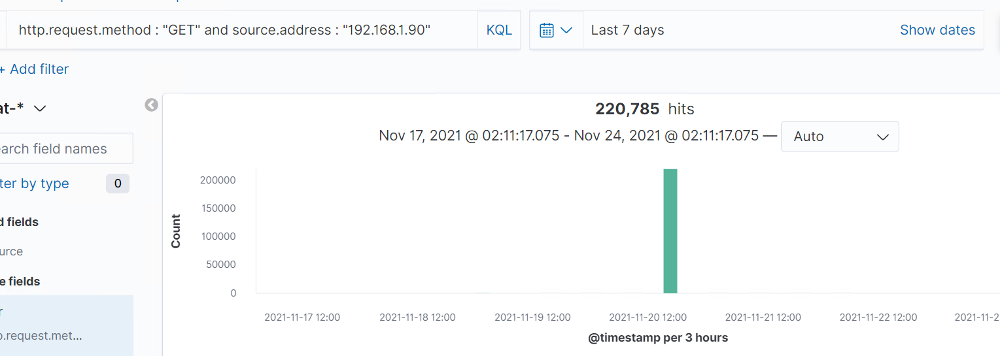 http.request.method : "GET" and source.address : "192.168.1.90" KQL Last 7 days Show dates
+ Add filter
at-*
220,785 hits
Nov 17, 2021 @ 02:11:17.075 - Nov 24, 2021 @ 02:11:17.075 — Auto
earch field names
ter by type 0
d fields
urce
e fields
r
o.request.met...
Count
200000
150000
100000
50000
0
2021-11-17 12:00 2021-11-18 12:00 2021-11-19 12:00 2021-11-20 12:00 2021-11-21 12:00 2021-11-22 12:00 2021-11-2
@timestamp per 3 hours